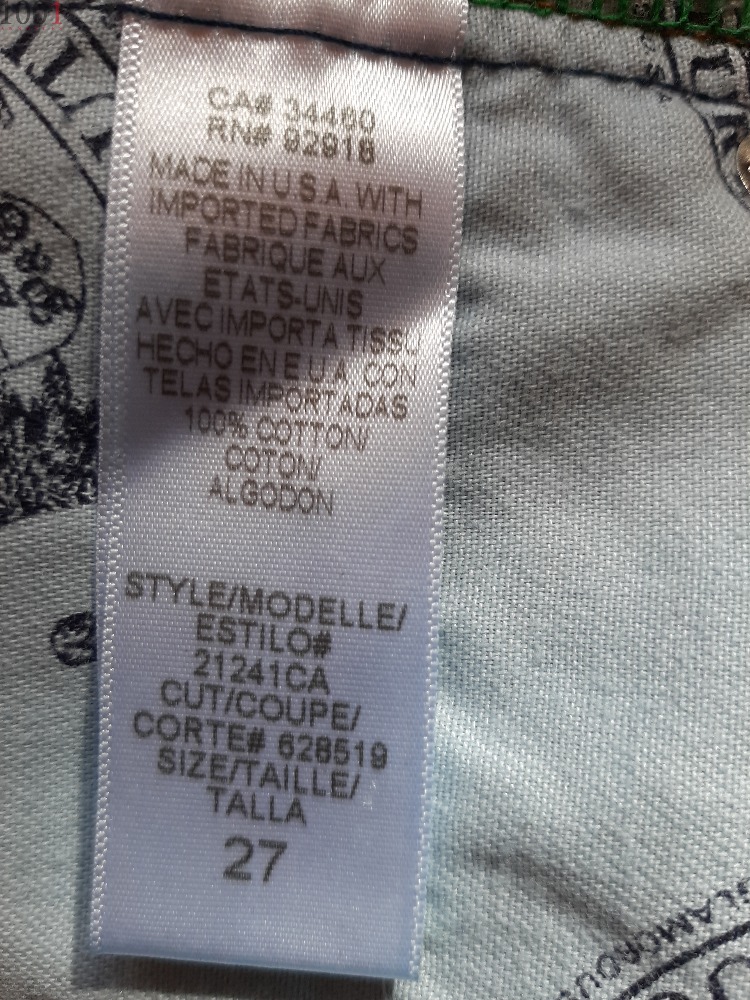 CA# 34460
RN# 92918
MADE IN U.S.A. WITH
IMPORTED FABRICS
FABRIQUE AUX
ETATS-UNIS
AVEC IMPORTA TISSU
HECHO EN E.U.A. CON
TELAS IMPORTADAS
100% COTTON/
COTON/
ALGODON
STYLE/MODELLE/
ESTILO#
21241CA
CUT/COUPE/
CORTE# 628519
SIZE/TAILLE/
TALLA
27